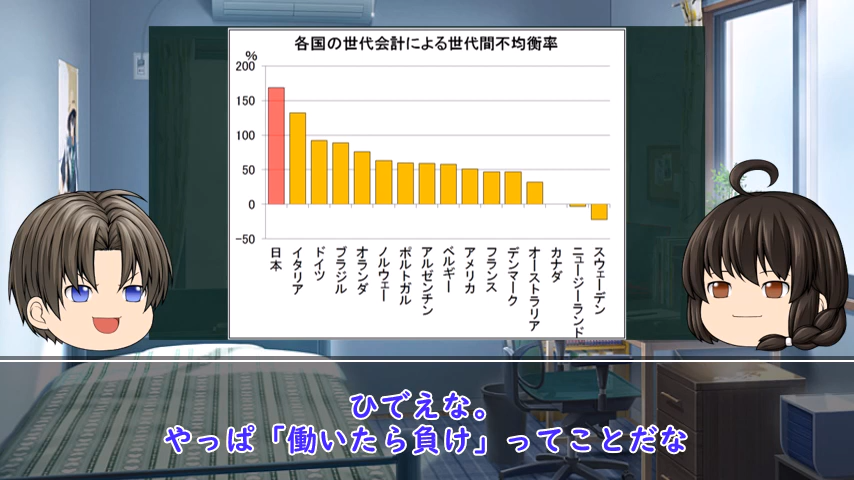 各国の世代会計による世代間不均衡率
%
200
150
100
50
0
-50
日本
イタリア
ドイツ
ブラジル
オランダ
ノルウェー
ポルトガル
アルゼンチン
ベルギー
アメリカ
フランス
デンマーク
オーストラリア
カナダ
ニュージーランド
スウェーデン
ひでえな。
やっぱ「働いたら負け」ってことだな